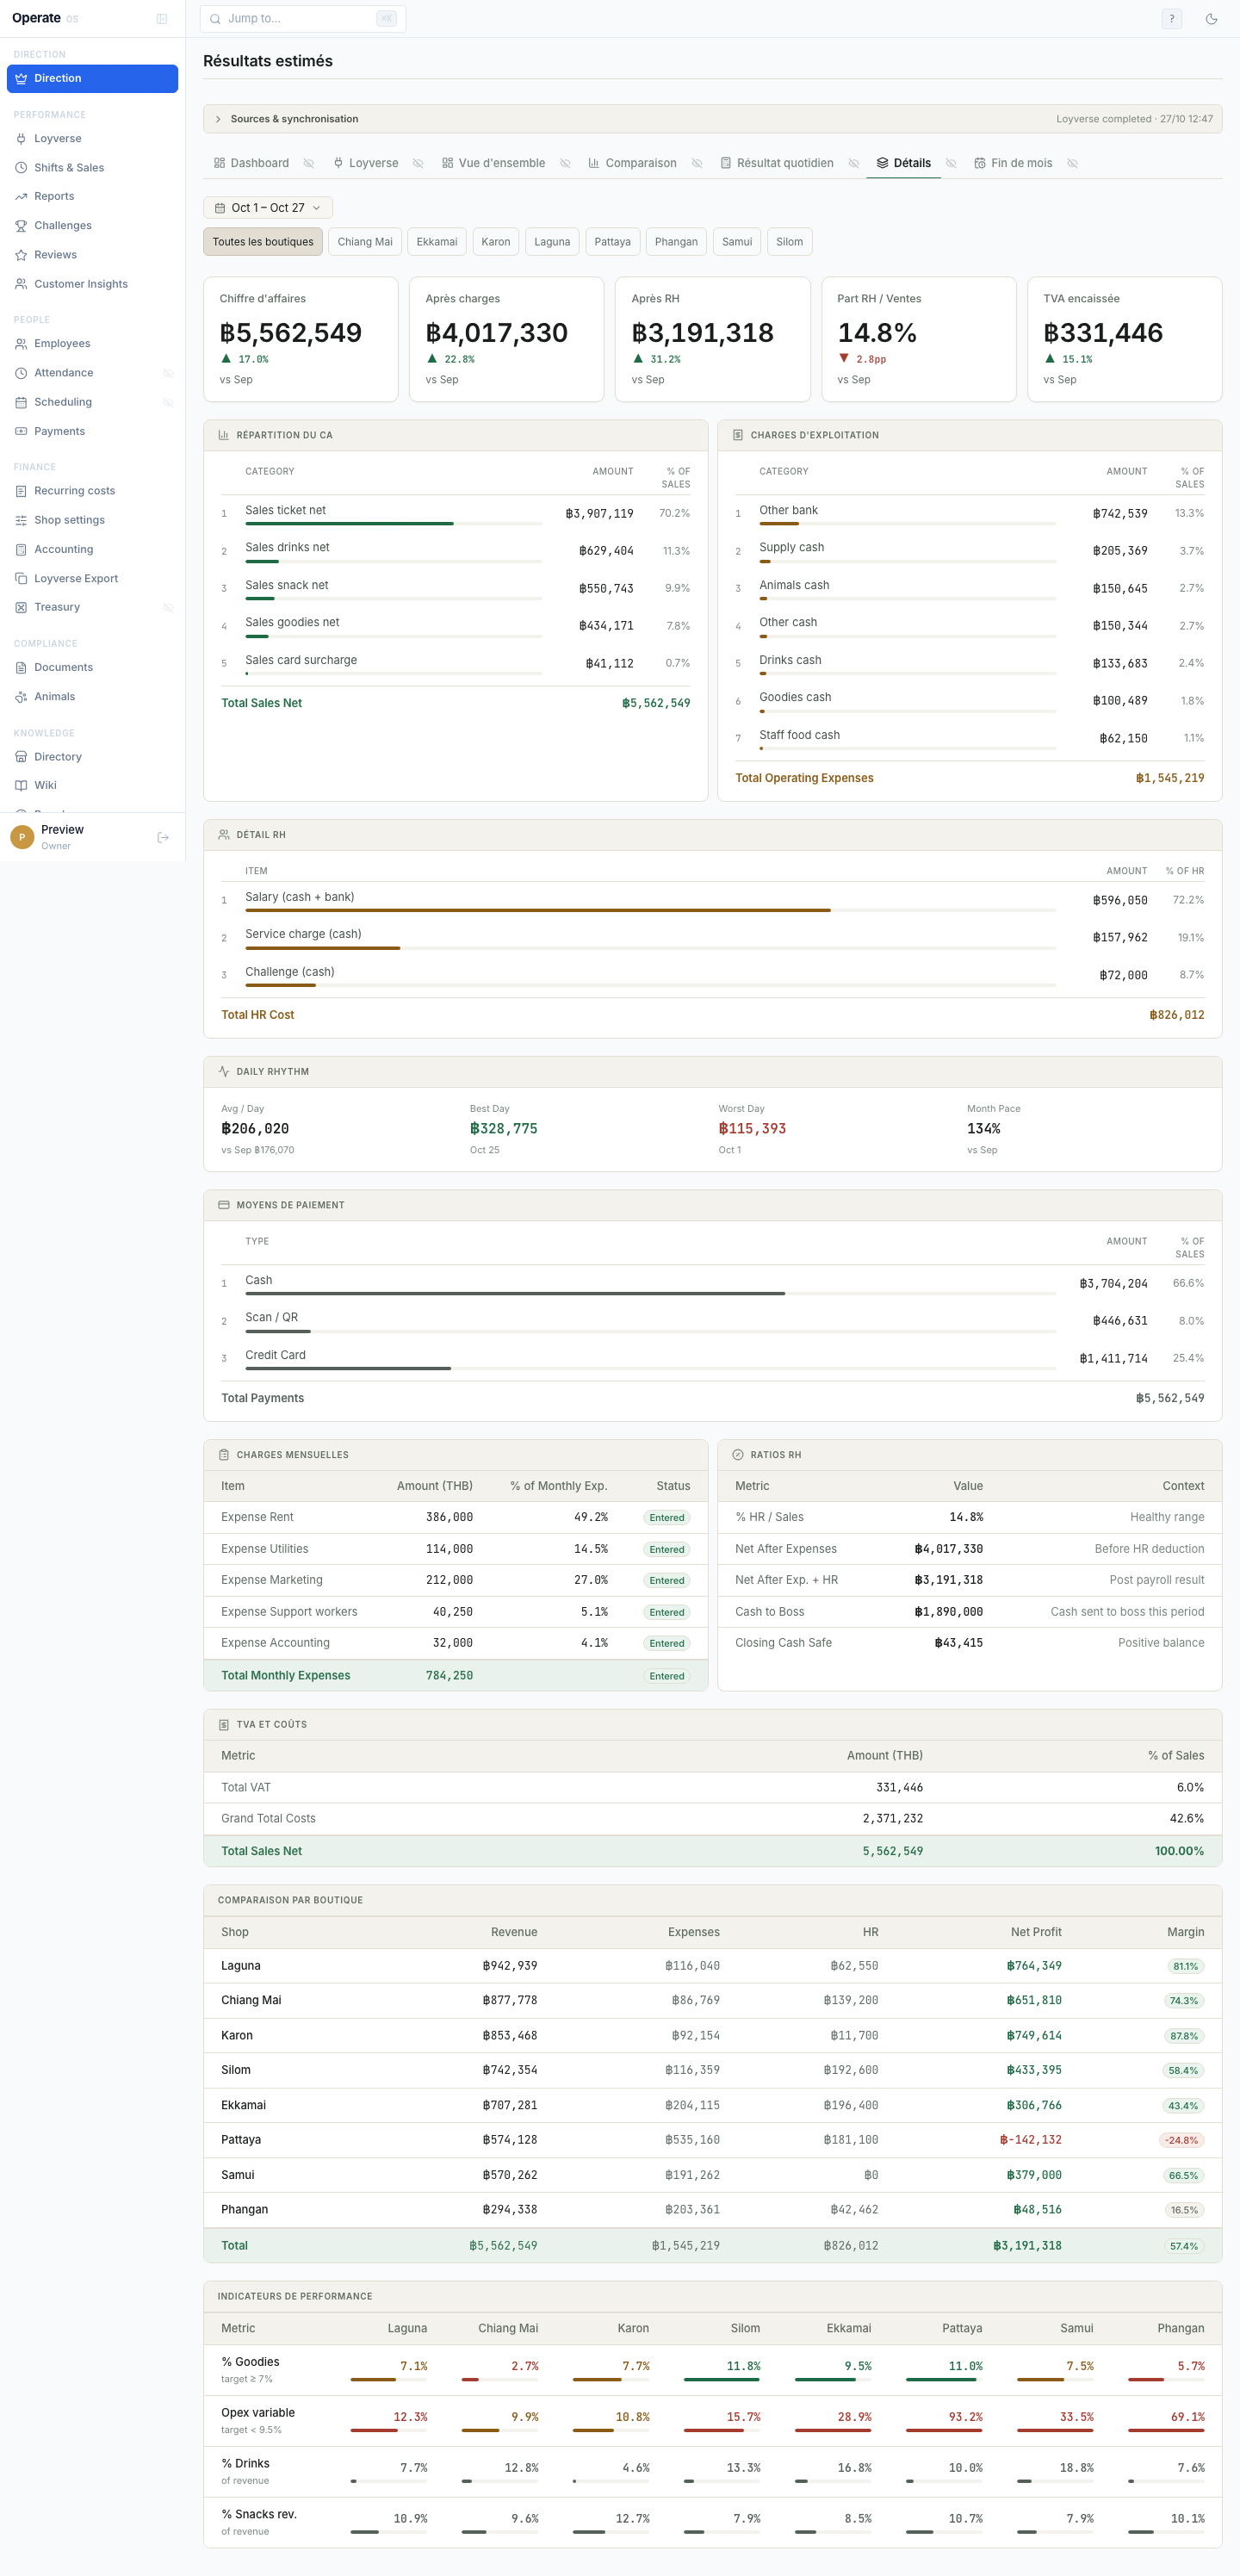 Operate OS
Jump to...
⌘K
?
DIRECTION
Direction
PERFORMANCE
Loyverse
Shifts & Sales
Reports
Challenges
Reviews
Customer Insights
PEOPLE
Employees
Attendance
Scheduling
Payments
FINANCE
Recurring costs
Shop settings
Accounting
Loyverse Export
Treasury
COMPLIANCE
Documents
Animals
KNOWLEDGE
Directory
Wiki
P
Preview
Owner
Résultats estimés
Sources & synchronisation
Loyverse completed · 27/10 12:47
Dashboard Loyverse Vue d'ensemble Comparaison Résultat quotidien Détails Fin de mois
Oct 1 – Oct 27
Toutes les boutiques Chiang Mai Ekkamai Karon Laguna Pattaya Phangan Samui Silom
Chiffre d'affaires
฿5,562,549
▲ 17.0%
vs Sep
Après charges
฿4,017,330
▲ 22.8%
vs Sep
Après RH
฿3,191,318
▲ 31.2%
vs Sep
Part RH / Ventes
14.8%
▼ 2.8pp
vs Sep
TVA encaissée
฿331,446
▲ 15.1%
vs Sep
RÉPARTITION DU CA
CATEGORY AMOUNT % OF SALES
1 Sales ticket net ฿3,907,119 70.2%
2 Sales drinks net ฿629,404 11.3%
3 Sales snack net ฿550,743 9.9%
4 Sales goodies net ฿434,171 7.8%
5 Sales card surcharge ฿41,112 0.7%
Total Sales Net ฿5,562,549
CHARGES D'EXPLOITATION
CATEGORY AMOUNT % OF SALES
1 Other bank ฿742,539 13.3%
2 Supply cash ฿205,369 3.7%
3 Animals cash ฿150,645 2.7%
4 Other cash ฿150,344 2.7%
5 Drinks cash ฿133,683 2.4%
6 Goodies cash ฿100,489 1.8%
7 Staff food cash ฿62,150 1.1%
Total Operating Expenses ฿1,545,219
DÉTAIL RH
ITEM AMOUNT % OF HR
1 Salary (cash + bank) ฿596,050 72.2%
2 Service charge (cash) ฿157,962 19.1%
3 Challenge (cash) ฿72,000 8.7%
Total HR Cost ฿826,012
DAILY RHYTHM
Avg / Day
฿206,020
vs Sep ฿176,070
Best Day
฿328,775
Oct 25
Worst Day
฿115,393
Oct 1
Month Pace
134%
vs Sep
MOYENS DE PAIEMENT
TYPE AMOUNT % OF SALES
1 Cash ฿3,704,204 66.6%
2 Scan / QR ฿446,631 8.0%
3 Credit Card ฿1,411,714 25.4%
Total Payments ฿5,562,549
CHARGES MENSUELLES
Item Amount (THB) % of Monthly Exp. Status
Expense Rent 386,000 49.2% Entered
Expense Utilities 114,000 14.5% Entered
Expense Marketing 212,000 27.0% Entered
Expense Support workers 40,250 5.1% Entered
Expense Accounting 32,000 4.1% Entered
Total Monthly Expenses 784,250 Entered
RATIOS RH
Metric Value Context
% HR / Sales 14.8% Healthy range
Net After Expenses ฿4,017,330 Before HR deduction
Net After Exp. + HR ฿3,191,318 Post payroll result
Cash to Boss ฿1,890,000 Cash sent to boss this period
Closing Cash Safe ฿43,415 Positive balance
TVA ET COÛTS
Metric Amount (THB) % of Sales
Total VAT 331,446 6.0%
Grand Total Costs 2,371,232 42.6%
Total Sales Net 5,562,549 100.00%
COMPARAISON PAR BOUTIQUE
Shop Revenue Expenses HR Net Profit Margin
Laguna ฿942,939 ฿116,040 ฿62,550 ฿764,349 81.1%
Chiang Mai ฿877,778 ฿86,769 ฿139,200 ฿651,810 74.3%
Karon ฿853,468 ฿92,154 ฿11,700 ฿749,614 87.8%
Silom ฿742,354 ฿116,359 ฿192,600 ฿433,395 58.4%
Ekkamai ฿707,281 ฿204,115 ฿196,400 ฿306,766 43.4%
Pattaya ฿574,128 ฿535,160 ฿181,100 ฿-142,132 -24.8%
Samui ฿570,262 ฿191,262 ฿0 ฿379,000 66.5%
Phangan ฿294,338 ฿203,361 ฿42,462 ฿48,516 16.5%
Total ฿5,562,549 ฿1,545,219 ฿826,012 ฿3,191,318 57.4%
INDICATEURS DE PERFORMANCE
Metric Laguna Chiang Mai Karon Silom Ekkamai Pattaya Samui Phangan
% Goodies 7.1% 2.7% 7.7% 11.8% 9.5% 11.0% 7.5% 5.7%
target ≥ 7%
Opex variable 12.3% 9.9% 10.8% 15.7% 28.9% 93.2% 33.5% 69.1%
target < 9.5%
% Drinks 7.7% 12.8% 4.6% 13.3% 16.8% 10.0% 18.8% 7.6%
of revenue
% Snacks rev. 10.9% 9.6% 12.7% 7.9% 8.5% 10.7% 7.9% 10.1%
of revenue